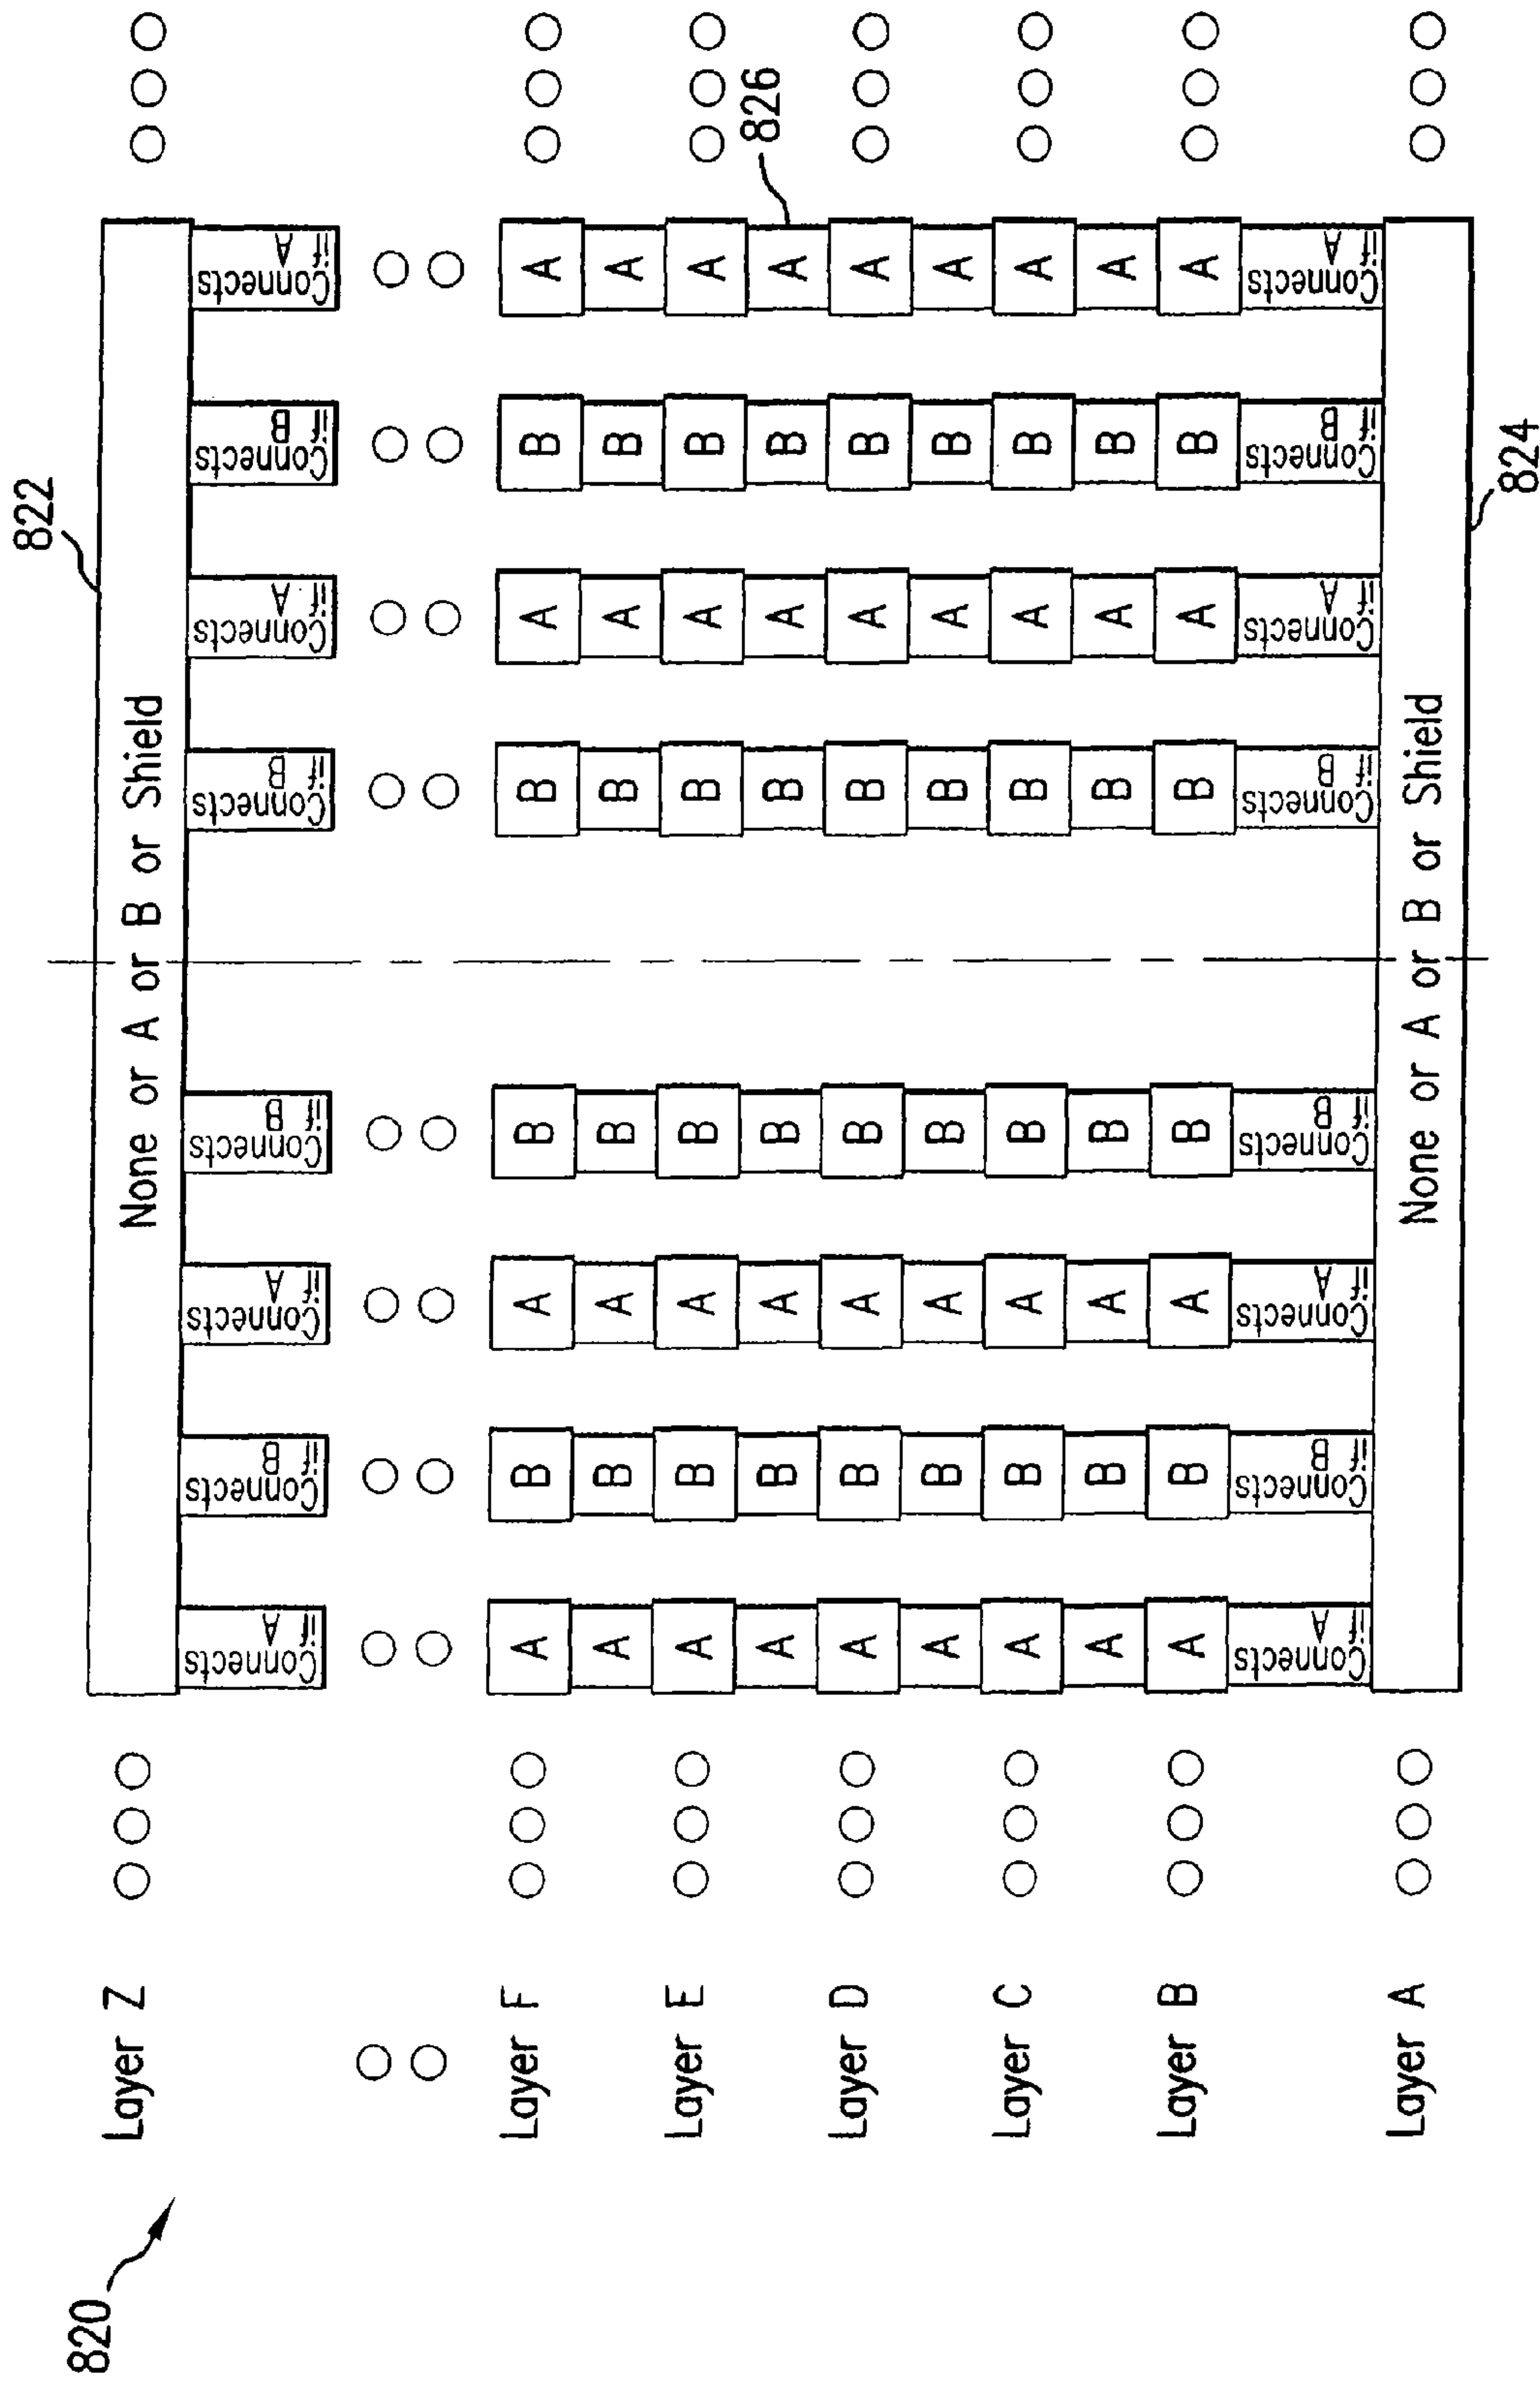 820
822
Layer Z None or A or B or Shield
Connects
if A
Connects
if B
Connects
if A
Connects
if B
Connects
if B
Connects
if A
Connects
if B
Connects
if A
Layer F A B A B B A B A
A B A B B A B A
Layer E A B A B B A B A
A B A B B A B A 826
Layer D A B A B B A B A
A B A B B A B A
Layer C A B A B B A B A
A B A B B A B A
Layer B A B A B B A B A
Connects
if A
Connects
if B
Connects
if A
Connects
if B
Connects
if B
Connects
if A
Connects
if B
Connects
if A
Layer A None or A or B or Shield
824